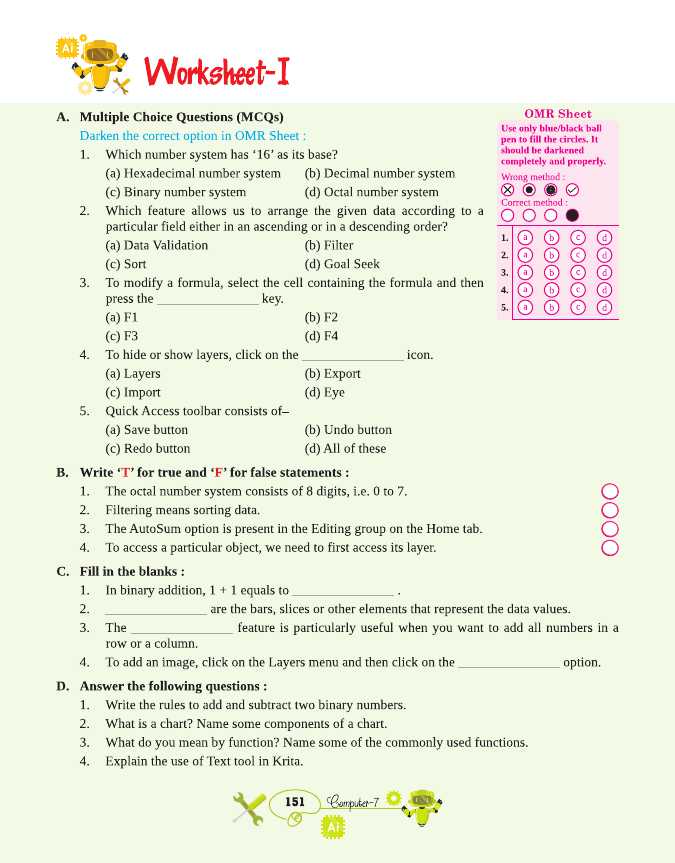 Ai
Worksheet-I
A. Multiple Choice Questions (MCQs)
Darken the correct option in OMR Sheet :
1. Which number system has ‘16’ as its base?
(a) Hexadecimal number system (b) Decimal number system
(c) Binary number system (d) Octal number system
2. Which feature allows us to arrange the given data according to a
particular field either in an ascending or in a descending order?
(a) Data Validation (b) Filter
(c) Sort (d) Goal Seek
3. To modify a formula, select the cell containing the formula and then
press the _______________ key.
(a) F1 (b) F2
(c) F3 (d) F4
4. To hide or show layers, click on the _______________ icon.
(a) Layers (b) Export
(c) Import (d) Eye
5. Quick Access toolbar consists of–
(a) Save button (b) Undo button
(c) Redo button (d) All of these
OMR Sheet
Use only blue/black ball
pen to fill the circles. It
should be darkened
completely and properly.
Wrong method :
Correct method :
1. a b c d
2. a b c d
3. a b c d
4. a b c d
5. a b c d
B. Write ‘T’ for true and ‘F’ for false statements :
1. The octal number system consists of 8 digits, i.e. 0 to 7.
2. Filtering means sorting data.
3. The AutoSum option is present in the Editing group on the Home tab.
4. To access a particular object, we need to first access its layer.
C. Fill in the blanks :
1. In binary addition, 1 + 1 equals to _______________ .
2. _______________ are the bars, slices or other elements that represent the data values.
3. The _______________ feature is particularly useful when you want to add all numbers in a
row or a column.
4. To add an image, click on the Layers menu and then click on the _______________ option.
D. Answer the following questions :
1. Write the rules to add and subtract two binary numbers.
2. What is a chart? Name some components of a chart.
3. What do you mean by function? Name some of the commonly used functions.
4. Explain the use of Text tool in Krita.
151 Computer-7
Ai